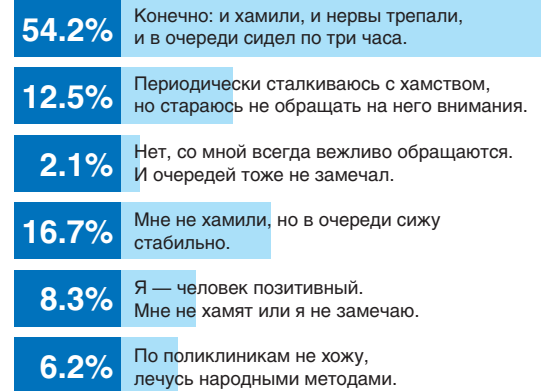 54.2%
Конечно: и хамили, и нервы трепали,
и в очереди сидел по три часа.
12.5%
Периодически сталкиваюсь с хамством,
но стараюсь не обращать на него внимания.
2.1%
Нет, со мной всегда вежливо обращаются.
И очередей тоже не замечал.
16.7%
Мне не хамили, но в очереди сижу
стабильно.
8.3%
Я — человек позитивный.
Мне не хамят или я не замечаю.
6.2%
По поликлиникам не хожу,
лечусь народными методами.